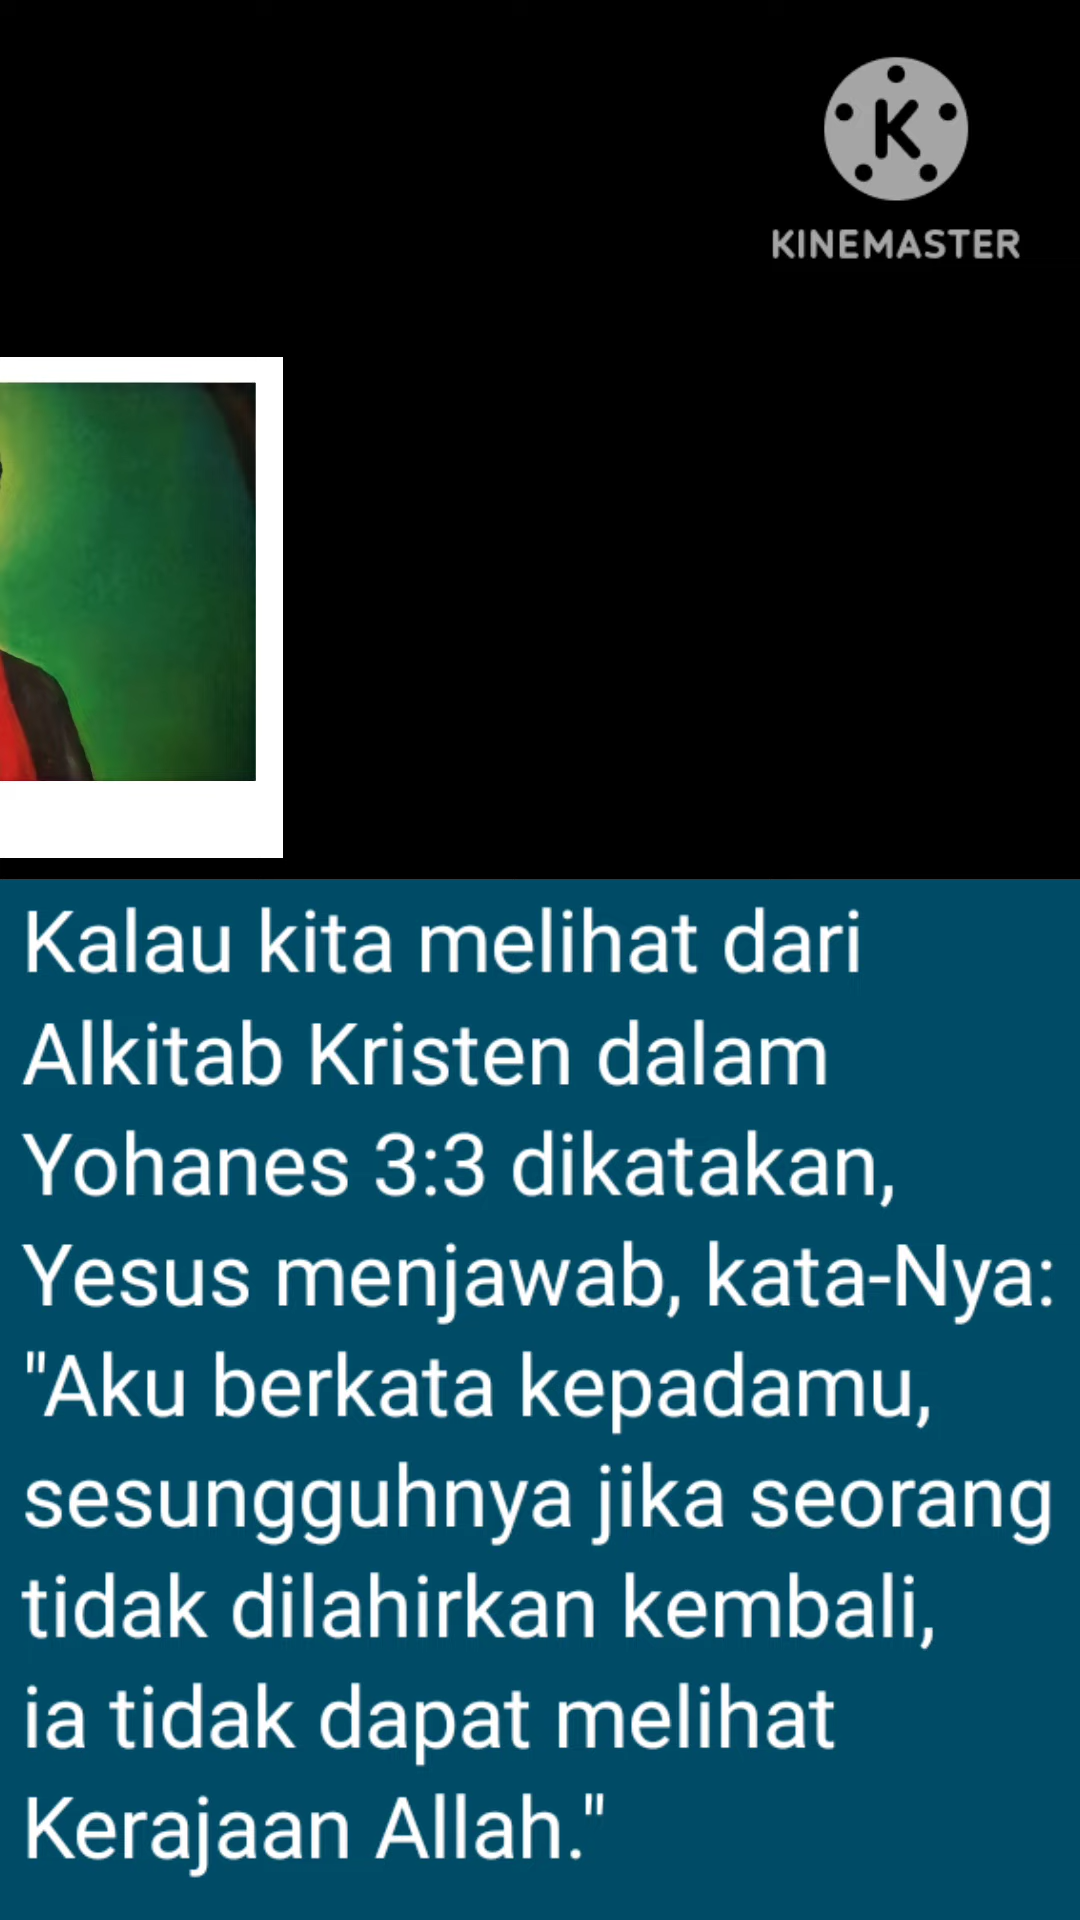 K
KINEMASTER
Kalau kita melihat dari
Alkitab Kristen dalam
Yohanes 3:3 dikatakan,
Yesus menjawab, kata-Nya:
"Aku berkata kepadamu,
sesungguhnya jika seorang
tidak dilahirkan kembali,
ia tidak dapat melihat
Kerajaan Allah."